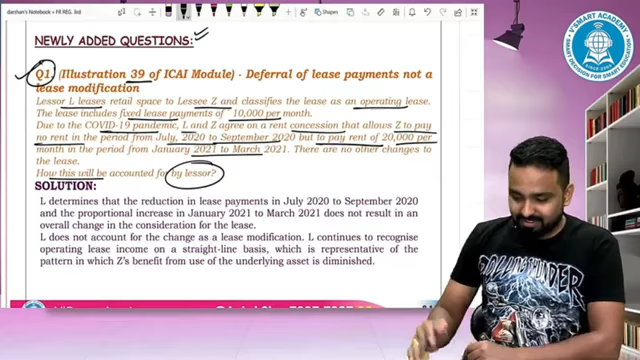 darshan's Notebook » FR REG. 3rd
Shapes
NEWLY ADDED QUESTIONS:
Q1. (Illustration 39 of ICAI Module) - Deferral of lease payments not a
lease modification
Lessor L leases retail space to Lessee Z and classifies the lease as an operating lease.
The lease includes fixed lease payments of 10,000 per month.
Due to the COVID-19 pandemic, L and Z agree on a rent concession that allows Z to pay
no rent in the period from July, 2020 to September 2020 but to pay rent of 20,000 per
month in the period from January 2021 to March 2021. There are no other changes to
the lease.
How this will be accounted for by lessor?
SOLUTION:
L determines that the reduction in lease payments in July 2020 to September 2020
and the proportional increase in January 2021 to March 2021 does not result in an
overall change in the consideration for the lease.
L does not account for the change as a lease modification. L continues to recognise
operating lease income on a straight-line basis, which is representative of the
pattern in which Z's benefit from use of the underlying asset is diminished.
V'SMART ACADEMY
SMART DECISION FOR SMART EDUCATION